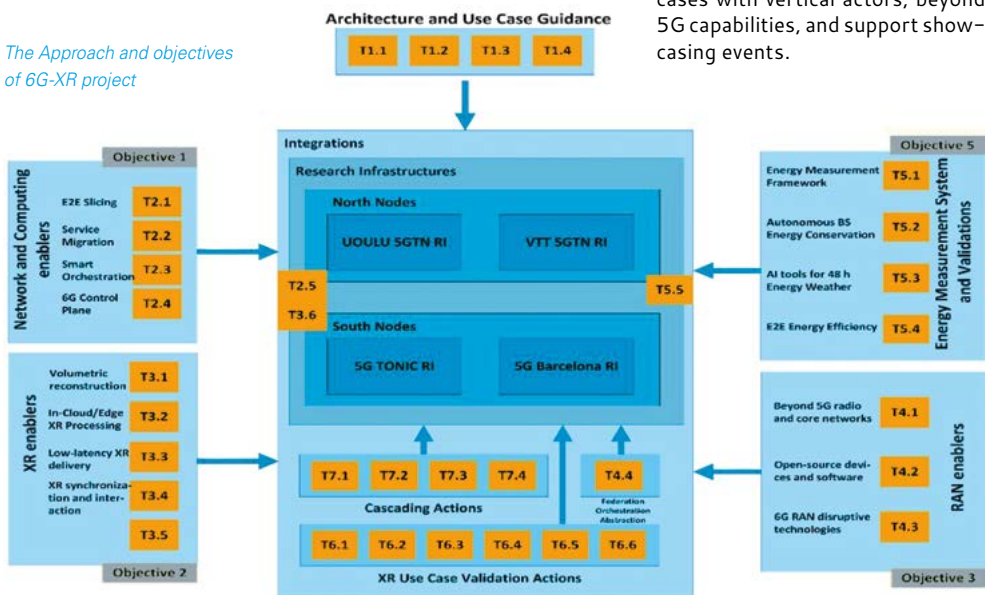 cases with vertical actors, beyond
5G capabilities, and support show-
casing events.
The Approach and objectives
of 6G-XR project
Architecture and Use Case Guidance
T1.1 T1.2 T1.3 T1.4
Objective 1
Network and Computing
enablers
E2E Slicing
T2.1
Service
Migration
T2.2
Smart
Orchestration
T2.3
6G Control
Plane
T2.4
XR enablers
Volumetric
reconstruction
T3.1
In-Cloud/Edge
XR Processing
T3.2
Low-latency XR
delivery
T3.3
XR synchroniza-
tion and inter-
action
T3.4
T3.5
Objective 2
Integrations
Research Infrastructures
North Nodes
UOULU 5GTN RI
VTT 5GTN RI
T2.5
T3.6
T5.5
South Nodes
5G TONIC RI
5G Barcelona RI
T7.1 T7.2 T7.3 T7.4
Cascading Actions
T4.4
Federation
Orchestration
Abstraction
T6.1 T6.2 T6.3 T6.4 T6.5 T6.6
XR Use Case Validation Actions
Objective 5
Energy Measurement
Framework
T5.1
Autonomous BS
Energy Conservation
T5.2
AI tools for 48 h
Energy Weather
T5.3
E2E Energy Efficiency
T5.4
Energy Measurement System
and Validations
Beyond 5G radio
and core networks
T4.1
Open-source devi-
ces and software
T4.2
6G RAN disruptive
technologies
T4.3
RAN enablers
Objective 3